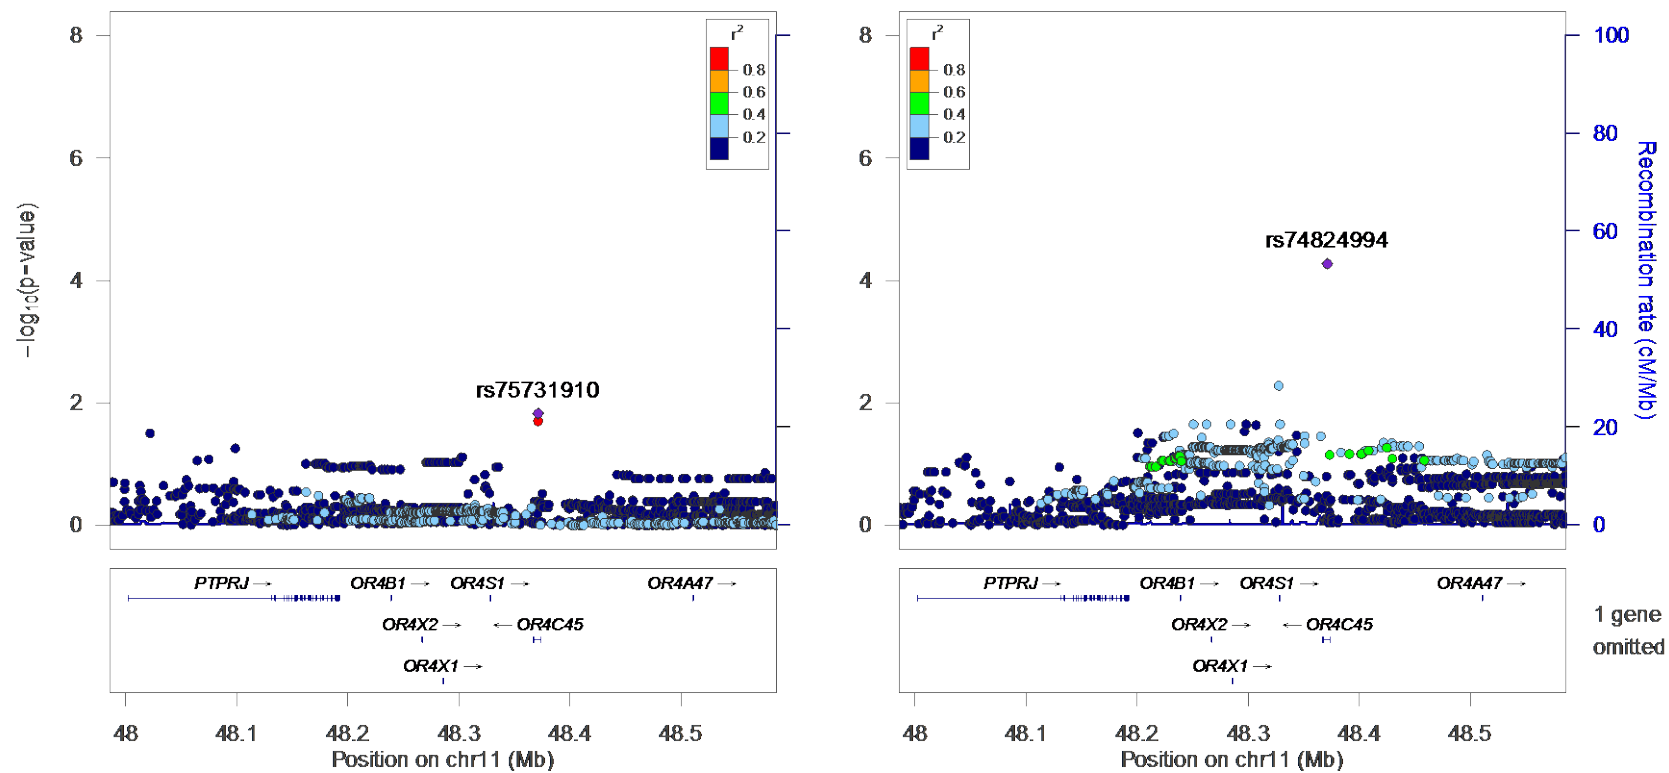 8
6
4
2
0
−log10(p−value)
r2
0.8
0.6
0.4
0.2
rs75731910
PTPRJ → OR4B1 → OR4S1 → OR4A47 →
OR4X2 → ← OR4C45
OR4X1 →
48 48.1 48.2 48.3 48.4 48.5
Position on chr11 (Mb)
8
6
4
2
0
r2
0.8
0.6
0.4
0.2
rs74824994
100
80
60
40
20
0
Recombination rate (cM/Mb)
PTPRJ → OR4B1 → OR4S1 → OR4A47 →
OR4X2 → ← OR4C45
OR4X1 →
1 gene
omitted
48 48.1 48.2 48.3 48.4 48.5
Position on chr11 (Mb)